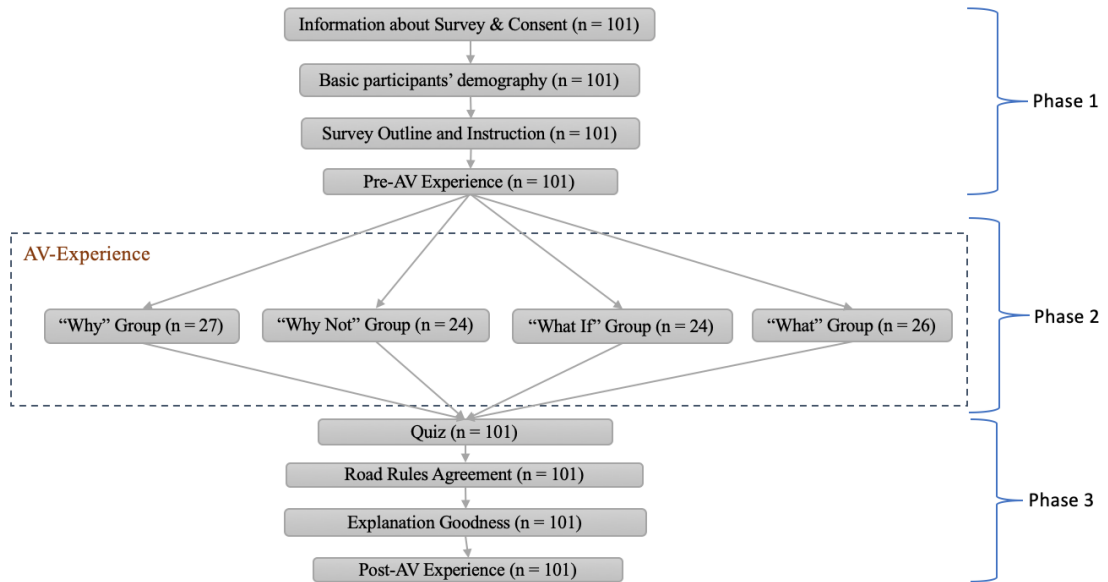 Information about Survey & Consent (n = 101)
Basic participants’ demography (n = 101)
Survey Outline and Instruction (n = 101)
Pre-AV Experience (n = 101)
Phase 1
AV-Experience
“Why” Group (n = 27)
“Why Not” Group (n = 24)
“What If” Group (n = 24)
“What” Group (n = 26)
Phase 2
Quiz (n = 101)
Road Rules Agreement (n = 101)
Explanation Goodness (n = 101)
Post-AV Experience (n = 101)
Phase 3